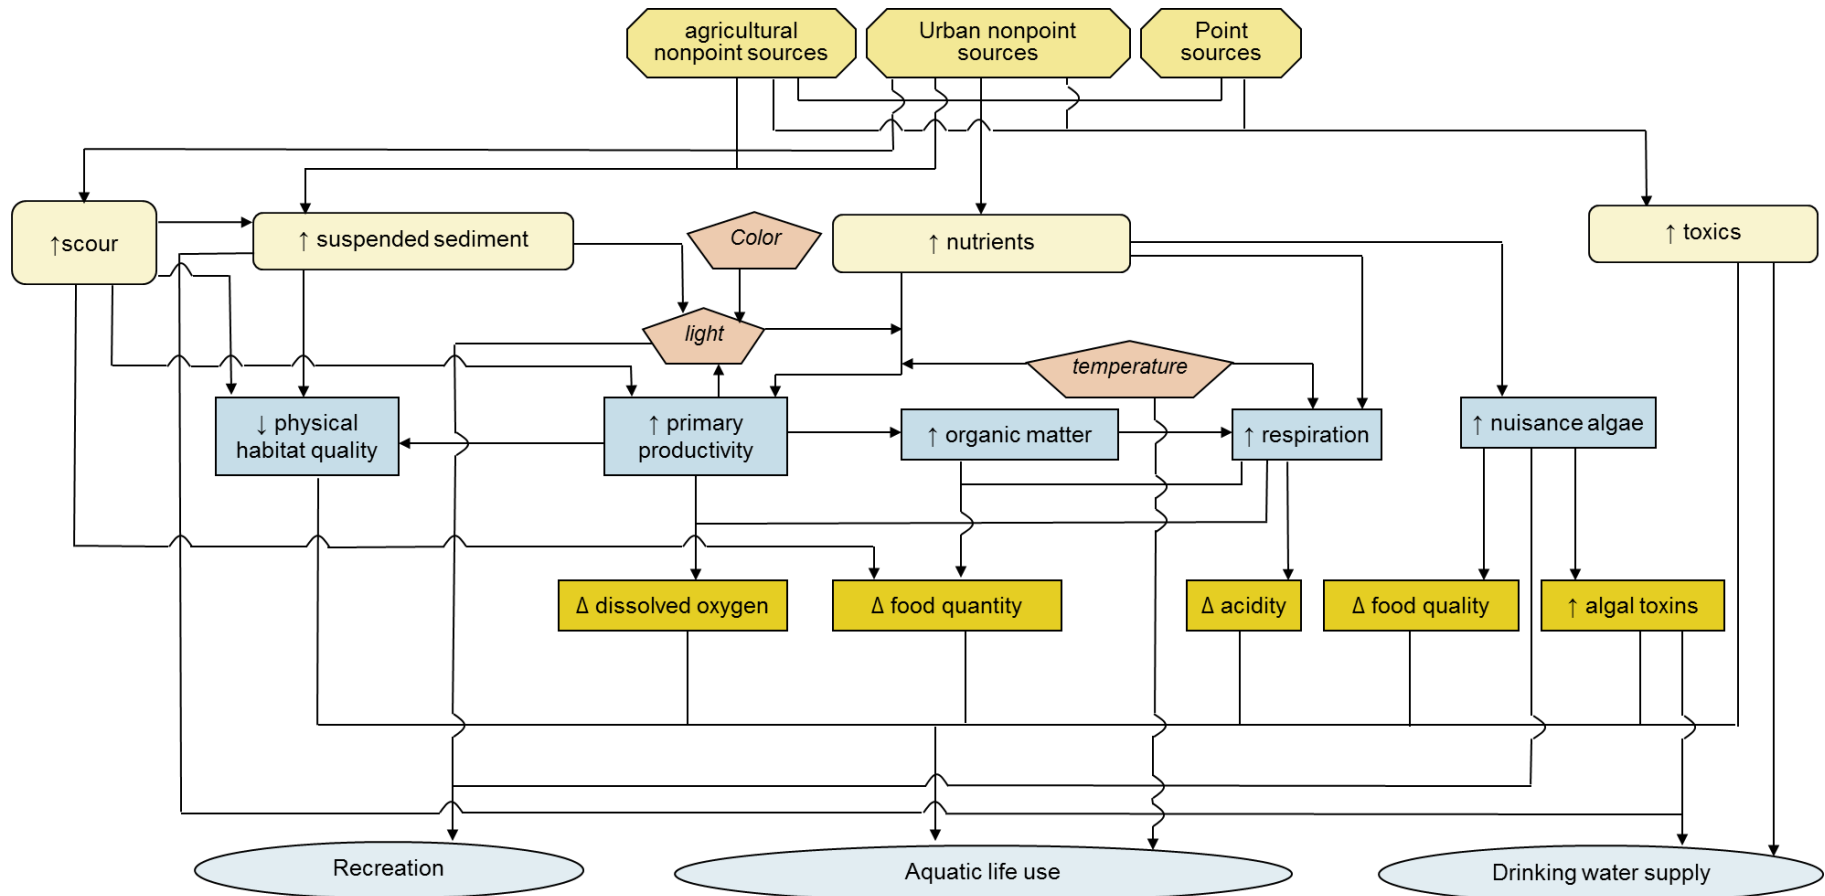 agricultural
nonpoint sources
Urban nonpoint
sources
Point
sources
↑scour
↑ suspended sediment
Color
↑ nutrients
↑ toxics
light
temperature
↓ physical
habitat quality
↑ primary
productivity
↑ organic matter
↑ respiration
↑ nuisance algae
Δ dissolved oxygen
Δ food quantity
Δ acidity
Δ food quality
↑ algal toxins
Recreation
Aquatic life use
Drinking water supply